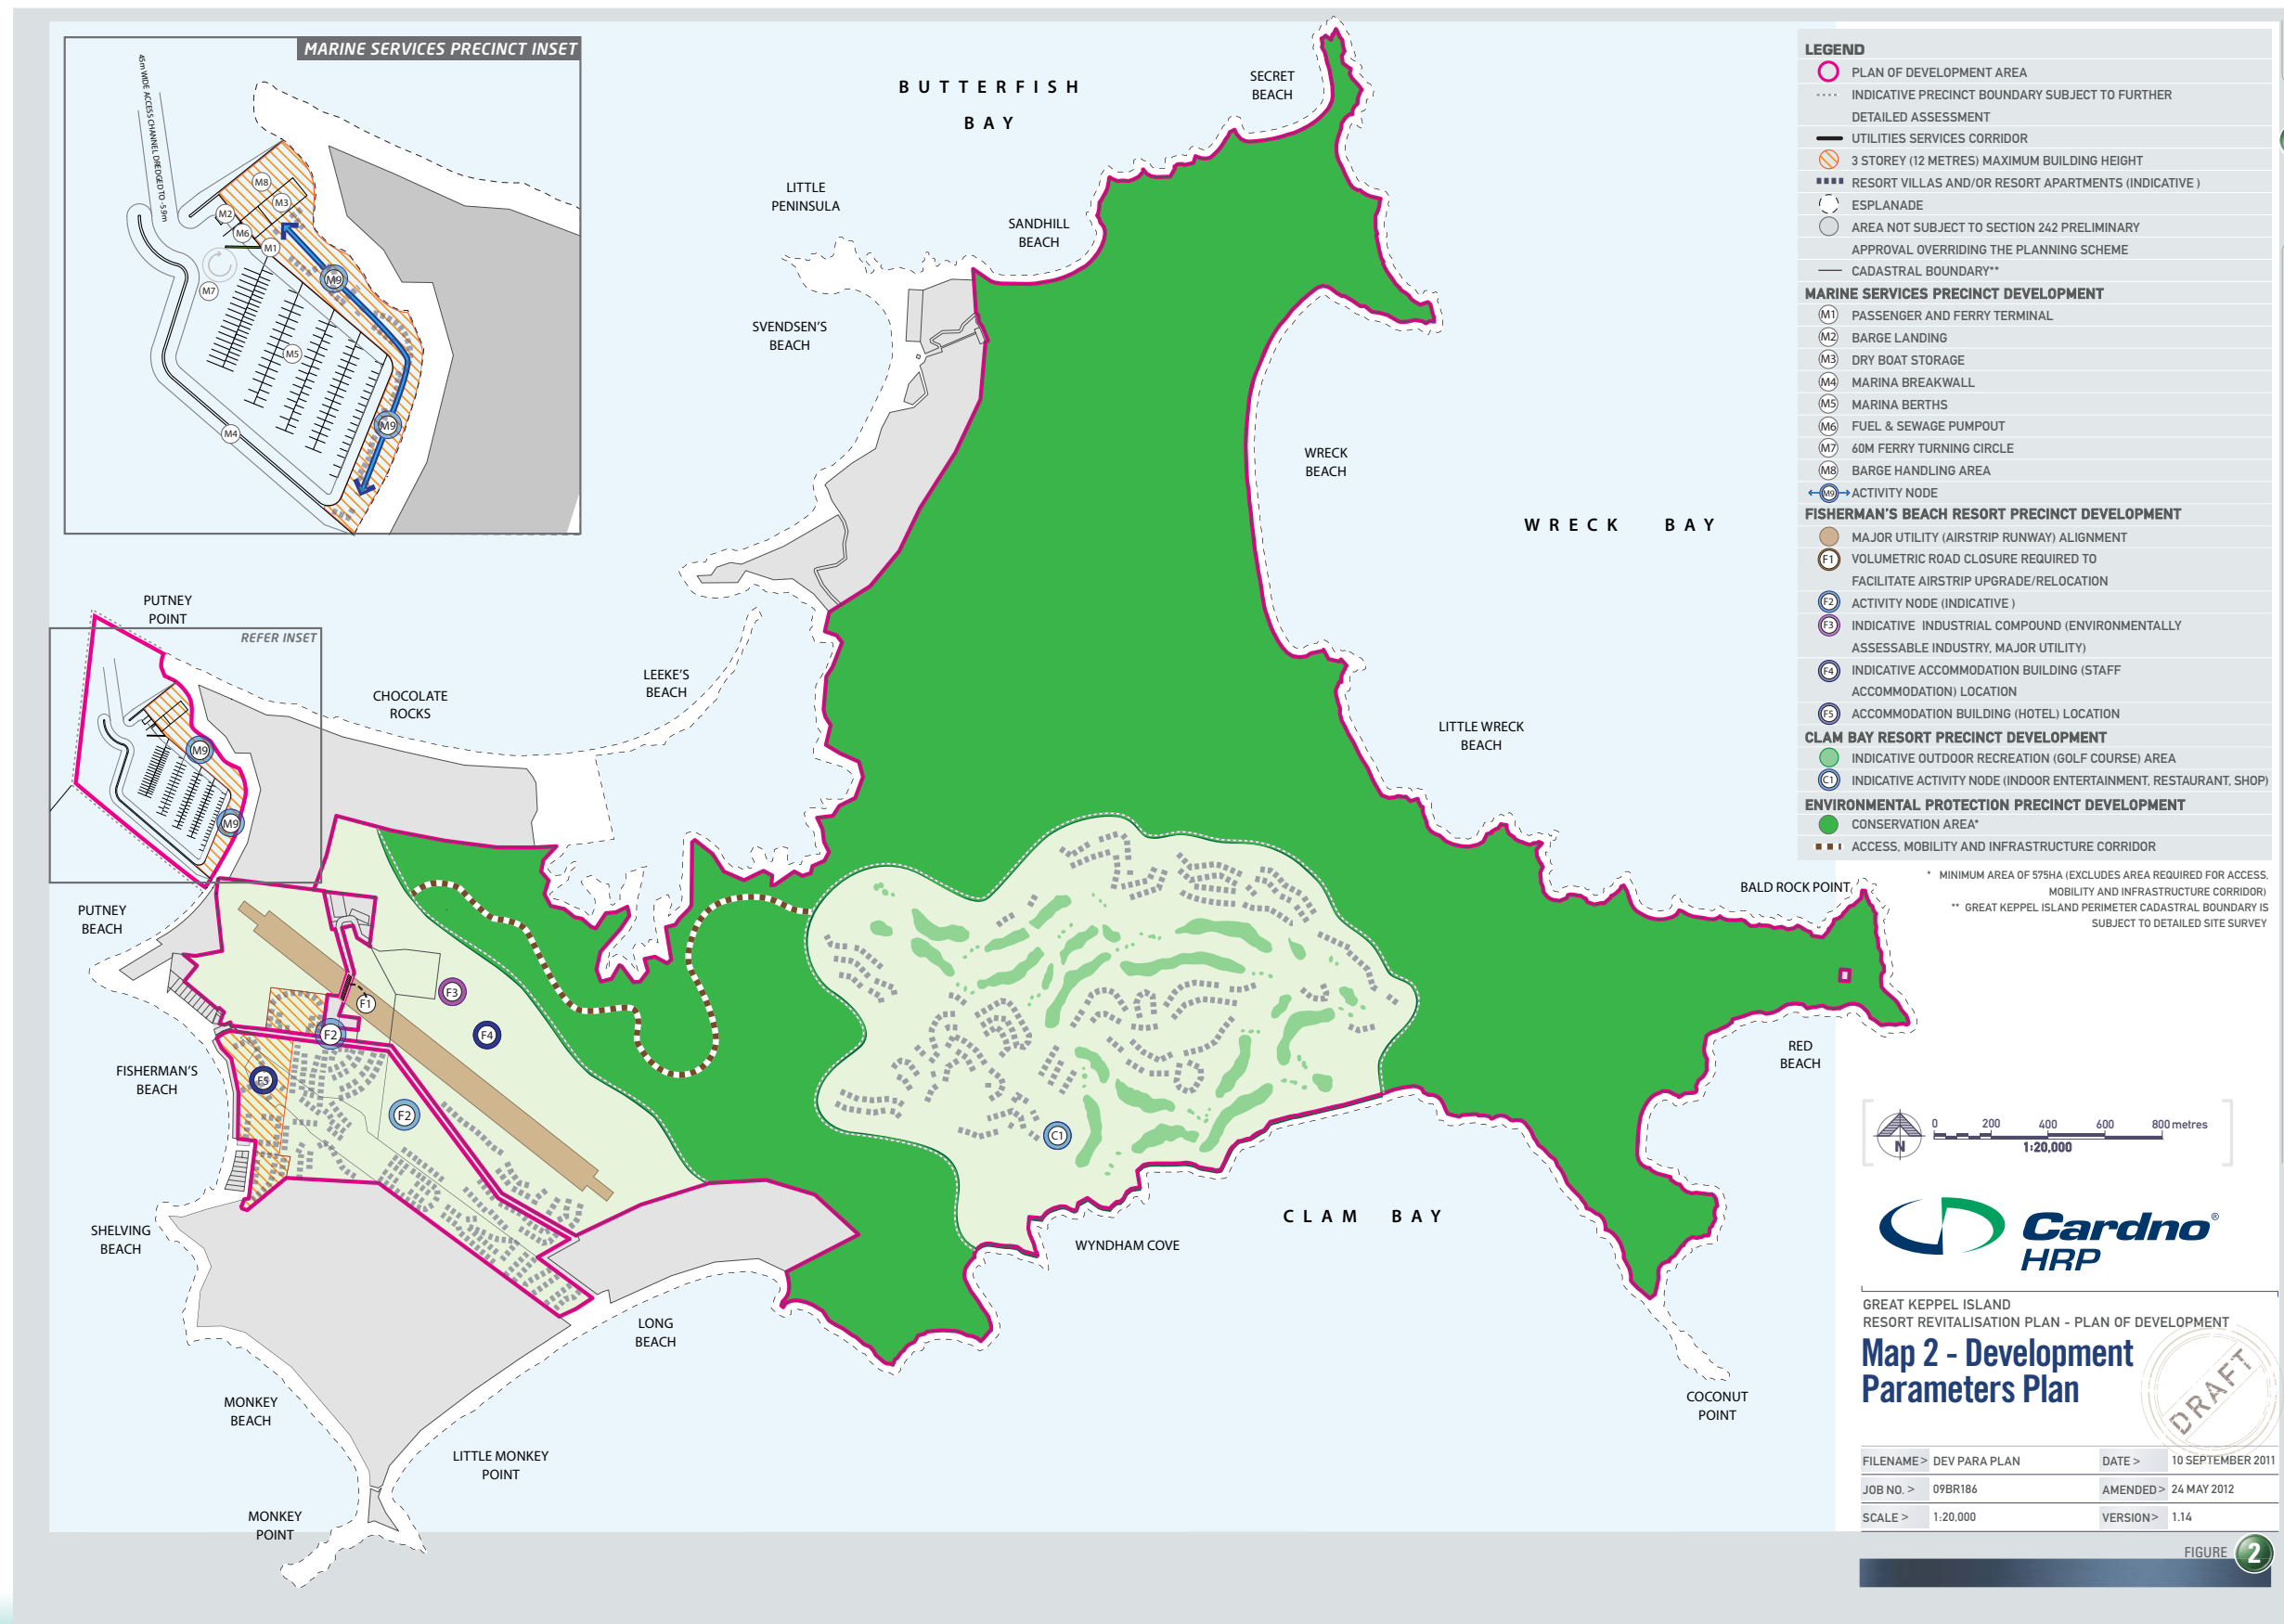 MARINE SERVICES PRECINCT INSET
45m WIDE ACCESS CHANNEL DREDGED TO -5.9m
M8
M3
M2
M6
M1
M9
M7
M5
M9
M4
BUTTERFISH
BAY
SECRET
BEACH
LITTLE
PENINSULA
SANDHILL
BEACH
SVENDSEN'S
BEACH
WRECK
BEACH
WRECK BAY
PUTNEY
POINT
REFER INSET
M9
M9
CHOCOLATE
ROCKS
LEEKE'S
BEACH
LITTLE WRECK
BEACH
BALD ROCK POINT
PUTNEY
BEACH
F1
F3
F2
F4
F5
F2
FISHERMAN'S
BEACH
C1
RED
BEACH
SHELVING
BEACH
WYNDHAM COVE
CLAM BAY
LONG
BEACH
MONKEY
BEACH
LITTLE MONKEY
POINT
MONKEY
POINT
COCONUT
POINT
LEGEND
PLAN OF DEVELOPMENT AREA
INDICATIVE PRECINCT BOUNDARY SUBJECT TO FURTHER
DETAILED ASSESSMENT
UTILITIES SERVICES CORRIDOR
3 STOREY (12 METRES) MAXIMUM BUILDING HEIGHT
RESORT VILLAS AND/OR RESORT APARTMENTS (INDICATIVE )
ESPLANADE
AREA NOT SUBJECT TO SECTION 242 PRELIMINARY
APPROVAL OVERRIDING THE PLANNING SCHEME
CADASTRAL BOUNDARY**
MARINE SERVICES PRECINCT DEVELOPMENT
M1 PASSENGER AND FERRY TERMINAL
M2 BARGE LANDING
M3 DRY BOAT STORAGE
M4 MARINA BREAKWALL
M5 MARINA BERTHS
M6 FUEL & SEWAGE PUMPOUT
M7 60M FERRY TURNING CIRCLE
M8 BARGE HANDLING AREA
M9 ACTIVITY NODE
FISHERMAN'S BEACH RESORT PRECINCT DEVELOPMENT
MAJOR UTILITY (AIRSTRIP RUNWAY) ALIGNMENT
F1 VOLUMETRIC ROAD CLOSURE REQUIRED TO
FACILITATE AIRSTRIP UPGRADE/RELOCATION
F2 ACTIVITY NODE (INDICATIVE )
F3 INDICATIVE INDUSTRIAL COMPOUND (ENVIRONMENTALLY
ASSESSABLE INDUSTRY, MAJOR UTILITY)
F4 INDICATIVE ACCOMMODATION BUILDING (STAFF
ACCOMMODATION) LOCATION
F5 ACCOMMODATION BUILDING (HOTEL) LOCATION
CLAM BAY RESORT PRECINCT DEVELOPMENT
INDICATIVE OUTDOOR RECREATION (GOLF COURSE) AREA
C1 INDICATIVE ACTIVITY NODE (INDOOR ENTERTAINMENT, RESTAURANT, SHOP)
ENVIRONMENTAL PROTECTION PRECINCT DEVELOPMENT
CONSERVATION AREA*
ACCESS, MOBILITY AND INFRASTRUCTURE CORRIDOR
* MINIMUM AREA OF 575HA (EXCLUDES AREA REQUIRED FOR ACCESS,
MOBILITY AND INFRASTRUCTURE CORRIDOR)
** GREAT KEPPEL ISLAND PERIMETER CADASTRAL BOUNDARY IS
SUBJECT TO DETAILED SITE SURVEY
N
0 200 400 600 800 metres
1:20,000
Cardno®
HRP
GREAT KEPPEL ISLAND
RESORT REVITALISATION PLAN - PLAN OF DEVELOPMENT
Map 2 - Development
Parameters Plan
DRAFT
FILENAME> DEV PARA PLAN DATE > 10 SEPTEMBER 2011
JOB NO. > 09BR186 AMENDED> 24 MAY 2012
SCALE > 1:20,000 VERSION> 1.14
FIGURE 2